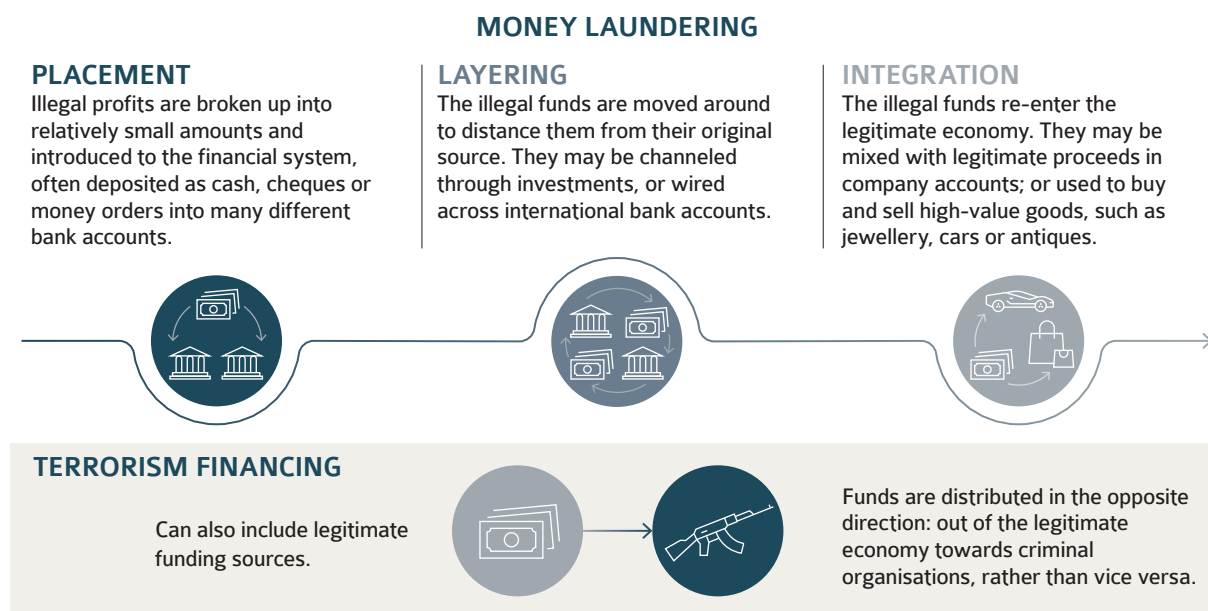 MONEY LAUNDERING
PLACEMENT
Illegal profits are broken up into
relatively small amounts and
introduced to the financial system,
often deposited as cash, cheques or
money orders into many different
bank accounts.
LAYERING
The illegal funds are moved around
to distance them from their original
source. They may be channeled
through investments, or wired
across international bank accounts.
INTEGRATION
The illegal funds re-enter the
legitimate economy. They may be
mixed with legitimate proceeds in
company accounts; or used to buy
and sell high-value goods, such as
jewellery, cars or antiques.
TERRORISM FINANCING
Can also include legitimate
funding sources.
Funds are distributed in the opposite
direction: out of the legitimate
economy towards criminal
organisations, rather than vice versa.